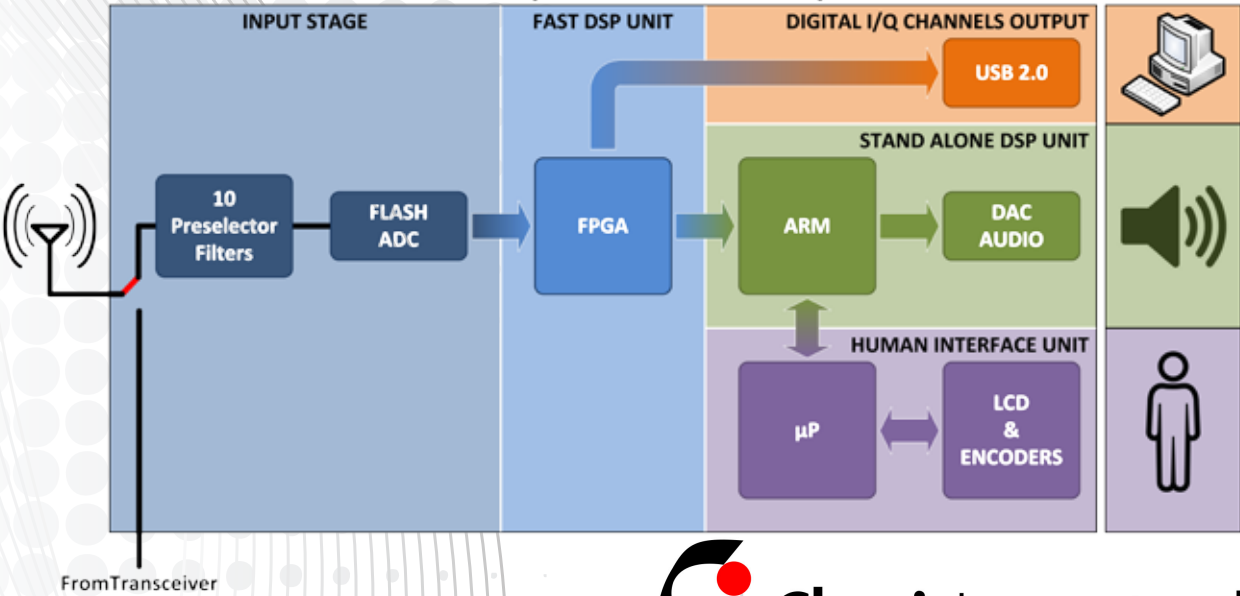 INPUT STAGE
FAST DSP UNIT
DIGITAL I/Q CHANNELS OUTPUT
USB 2.0
STAND ALONE DSP UNIT
10
Preselector
Filters
FLASH
ADC
FPGA
ARM
DAC
AUDIO
HUMAN INTERFACE UNIT
µP
LCD
&
ENCODERS
FromTransceiver